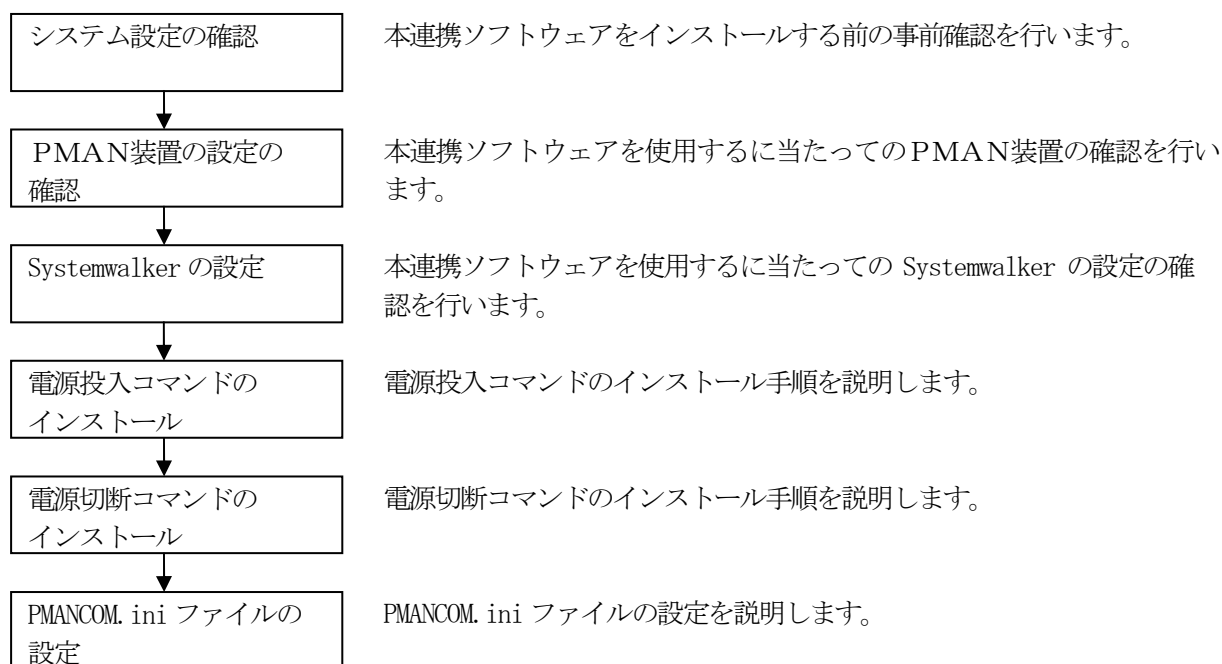 システム設定の確認
本連携ソフトウェアをインストールする前の事前確認を行います。
ＰＭＡＮ装置の設定の
確認
本連携ソフトウェアを使用するに当たってのＰＭＡＮ装置の確認を行い
ます。
Systemwalker の設定
本連携ソフトウェアを使用するに当たっての Systemwalker の設定の確
認を行います。
電源投入コマンドの
インストール
電源投入コマンドのインストール手順を説明します。
電源切断コマンドの
インストール
電源切断コマンドのインストール手順を説明します。
PMANCOM.ini ファイルの
設定
PMANCOM.ini ファイルの設定を説明します。